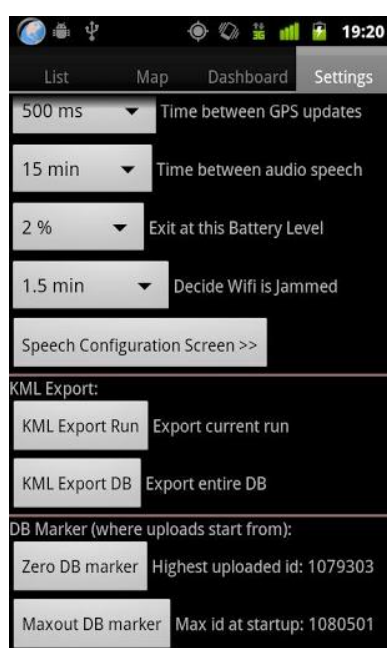 3G 19:20
List Map Dashboard Settings
500 ms Time between GPS updates
15 min Time between audio speech
2 % Exit at this Battery Level
1.5 min Decide Wifi is Jammed
Speech Configuration Screen >>
KML Export:
KML Export Run Export current run
KML Export DB Export entire DB
DB Marker (where uploads start from):
Zero DB marker Highest uploaded id: 1079303
Maxout DB marker Max id at startup: 1080501